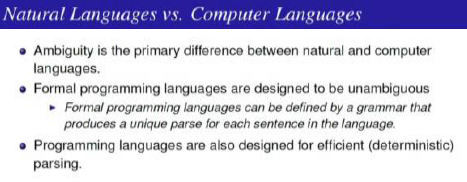 Natural Languages vs. Computer Languages
• Ambiguity is the primary difference between natural and computer
languages.
• Formal programming languages are designed to be unambiguous
► Formal programming languages can be defined by a grammar that
produces a unique parse for each sentence in the language.
• Programming languages are also designed for efficient (deterministic)
parsing.